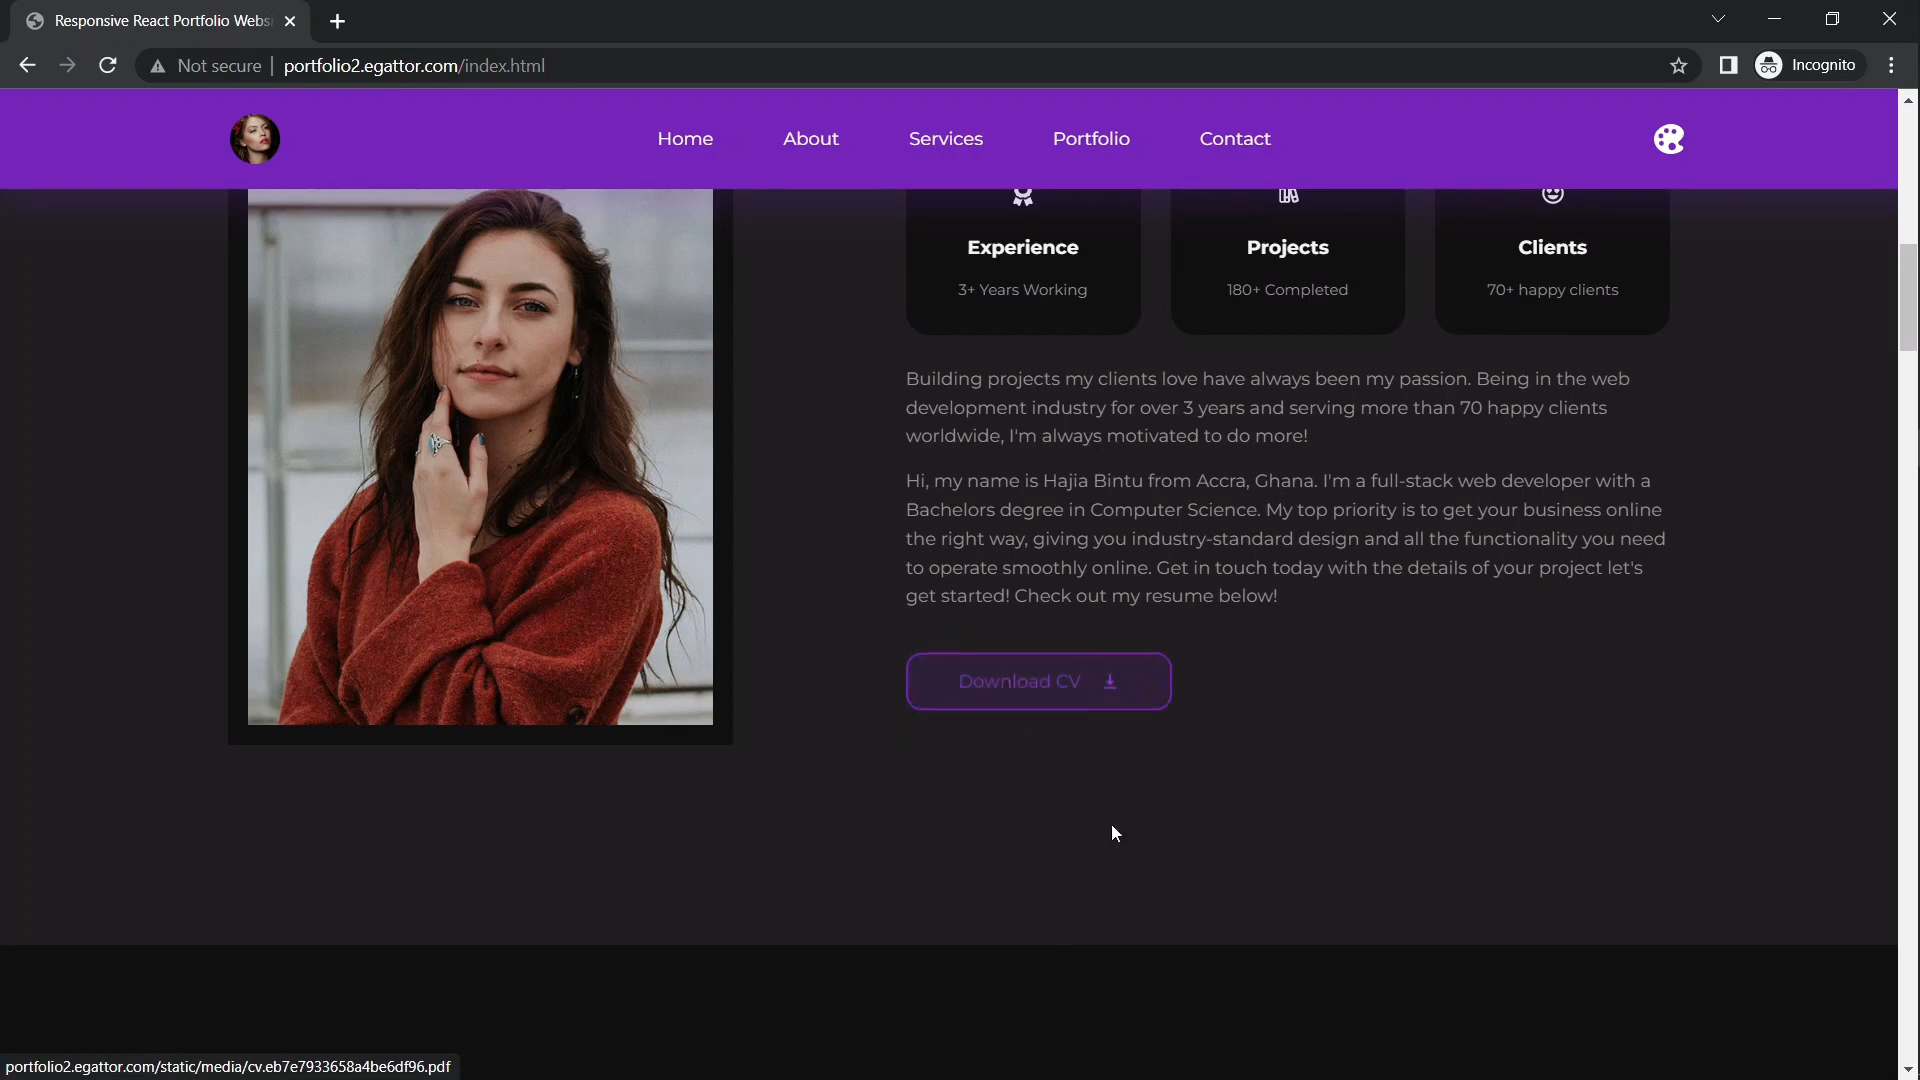 Responsive React Portfolio Webs
Not secure
portfolio2.egattor.com/index.html
Incognito
Home
About
Services
Portfolio
Contact
Experience
3+ Years Working
Projects
180+ Completed
Clients
70+ happy clients
Building projects my clients love have always been my passion. Being in the web
development industry for over 3 years and serving more than 70 happy clients
worldwide, I'm always motivated to do more!
Hi, my name is Hajia Bintu from Accra, Ghana. I'm a full-stack web developer with a
Bachelors degree in Computer Science. My top priority is to get your business online
the right way, giving you industry-standard design and all the functionality you need
to operate smoothly online. Get in touch today with the details of your project let's
get started! Check out my resume below!
Download CV
portfolio2.egattor.com/static/media/cv.eb7e7933658a4be6df96.pdf